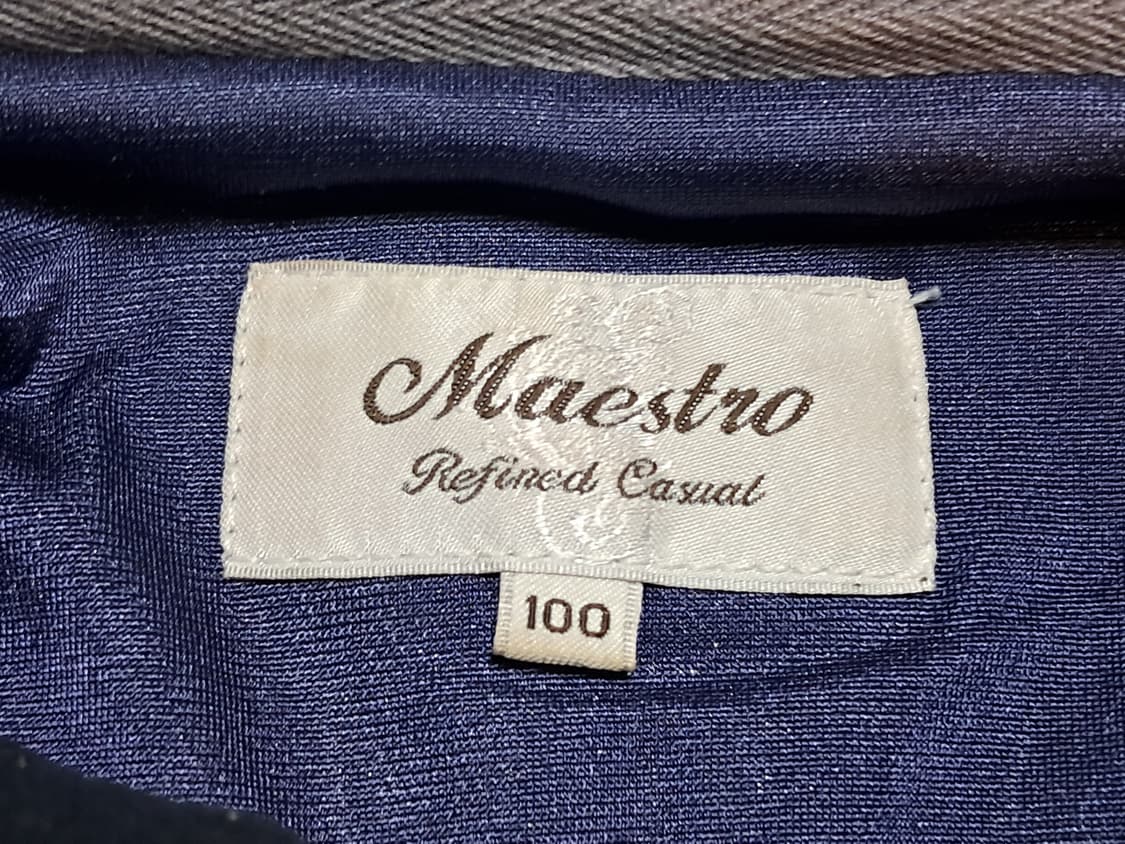 Maestro
Refined Casual
100